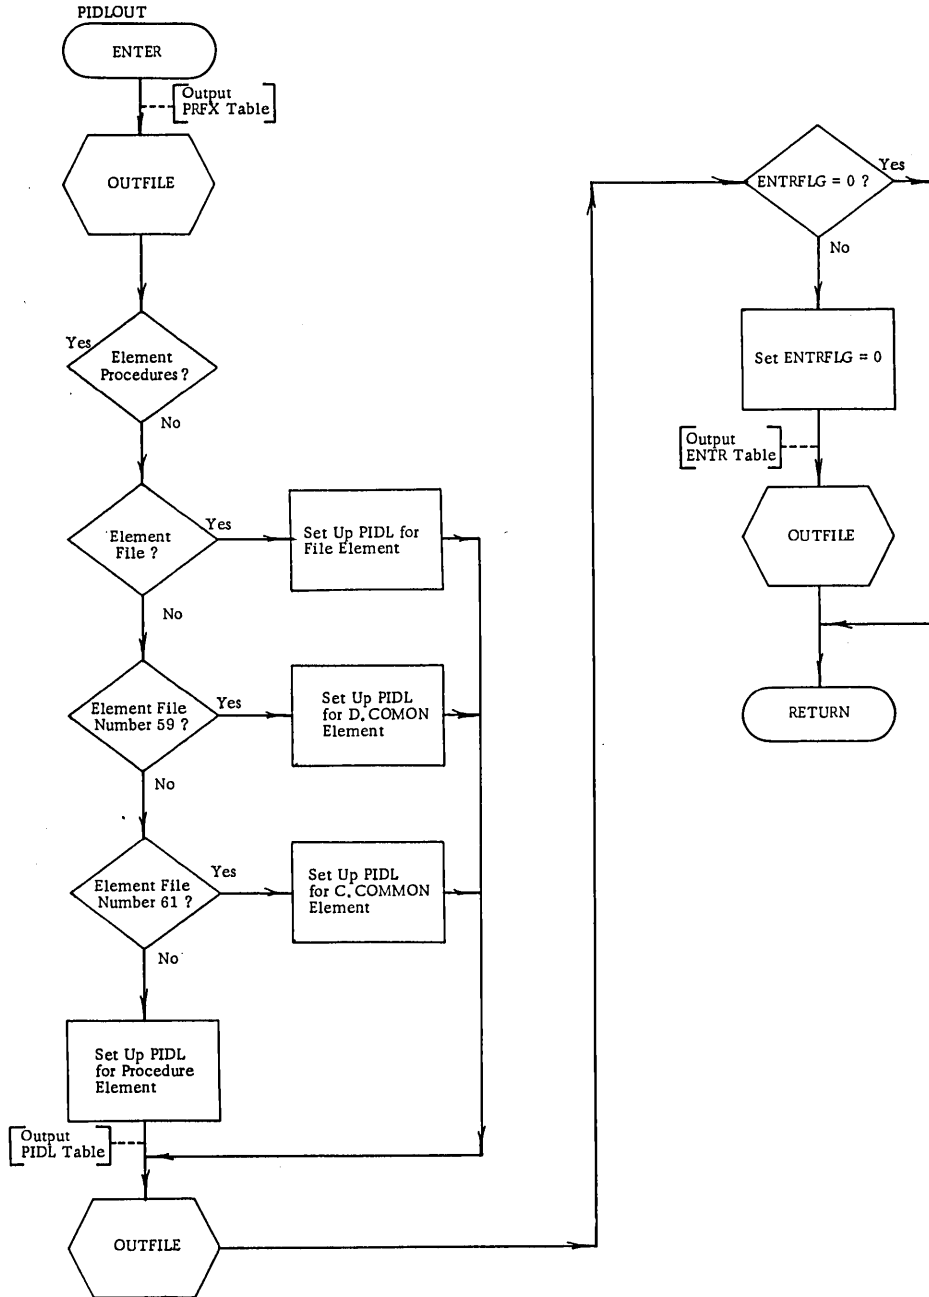 PIDLOUT
ENTER
Output
PRFX Table
OUTFILE
Yes
Element
Procedures ?
No
Element
File ?
Yes
Set Up PIDL for
File Element
No
Element File
Number 59 ?
Yes
Set Up PIDL
for D. COMON
Element
No
Element File
Number 61 ?
Yes
Set Up PIDL
for C. COMMON
Element
No
Set Up PIDL
for Procedure
Element
Output
PIDL Table
OUTFILE
ENTRFLG = 0 ?
Yes
No
Set ENTRFLG = 0
Output
ENTR Table
OUTFILE
RETURN